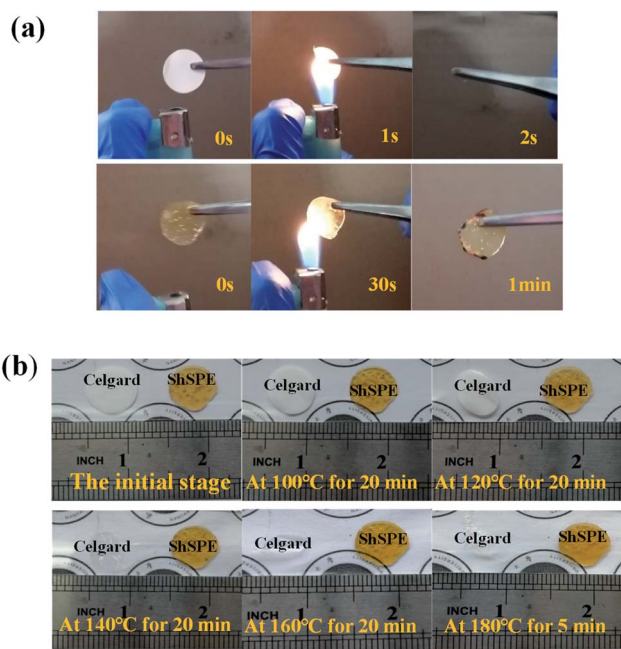 (a)
0s
1s
2s
0s
30s
1min
(b)
Celgard
ShSPE
INCH 1 2
The initial stage
Celgard
ShSPE
INCH 1 2
At 100°C for 20 min
Celgard
ShSPE
INCH 1 2
At 120°C for 20 min
Celgard
ShSPE
INCH 1 2
At 140°C for 20 min
Celgard
ShSPE
INCH 1 2
At 160°C for 20 min
Celgard
ShSPE
INCH 1 2
At 180°C for 5 min